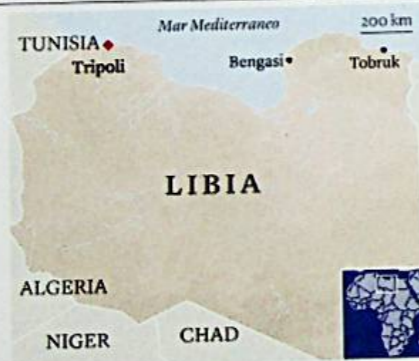 Mar Mediterraneo
200 km
TUNISIA
Tripoli
Bengasi
Tobruk
LIBIA
ALGERIA
NIGER
CHAD